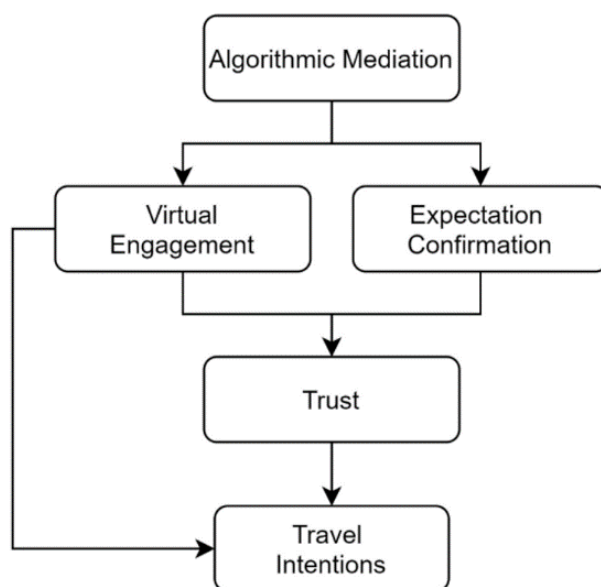 Algorithmic Mediation
Virtual
Engagement
Expectation
Confirmation
Trust
Travel
Intentions